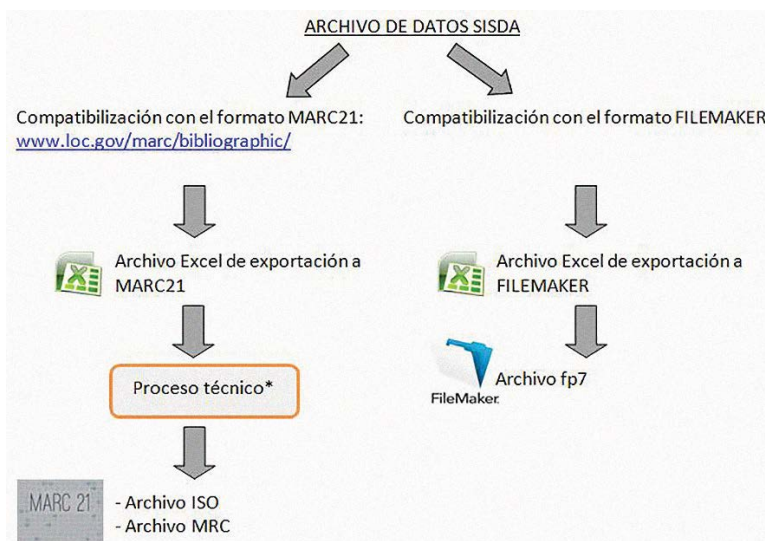 ARCHIVO DE DATOS SISDA
Compatibilización con el formato MARC21:
www.loc.gov/marc/bibliographic/
Compatibilización con el formato FILEMAKER
Archivo Excel de exportación a
MARC21
Archivo Excel de exportación a
FILEMAKER
Proceso técnico*
FileMaker
Archivo fp7
MARC 21
- Archivo ISO
- Archivo MRC